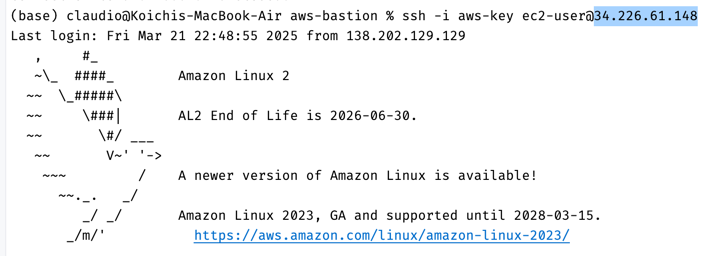 (base) claudio@Koichis-MacBook-Air aws-bastion % ssh -i aws-key ec2-user@34.226.61.148
Last login: Fri Mar 21 22:48:55 2025 from 138.202.129.129
   ,     #_
   ~\_  ####_        Amazon Linux 2
  ~~  \_#####\
  ~~     \###|       AL2 End of Life is 2026-06-30.
  ~~       \#/ ___
   ~~       V~' '->
    ~~~         /    A newer version of Amazon Linux is available!
      ~~._.   _/
         _/ _/       Amazon Linux 2023, GA and supported until 2028-03-15.
       _/m/'           https://aws.amazon.com/linux/amazon-linux-2023/